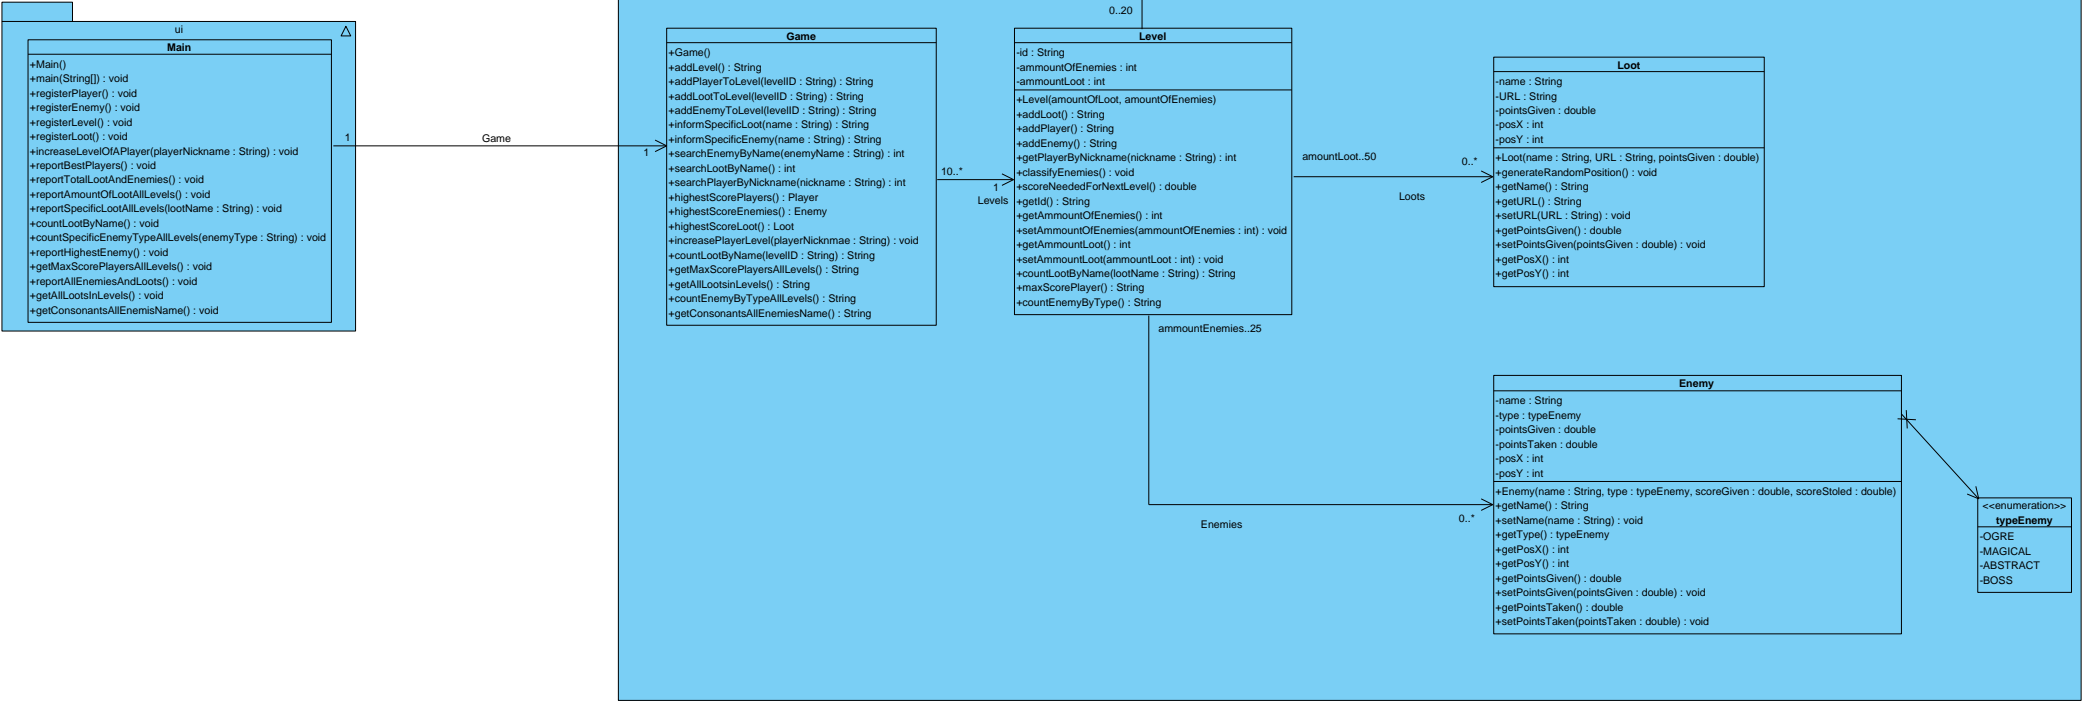 ui
Main
+Main()
+main(String[]) : void
+registerPlayer() : void
+registerEnemy() : void
+registerLevel() : void
+registerLoot() : void
+increaseLevelOfAPlayer(playerNickname : String) : void
+reportBestPlayers() : void
+reportTotalLootAndEnemies() : void
+reportAmountOfLootAllLevels() : void
+reportSpecificLootAllLevels(lootName : String) : void
+countLootByName() : void
+countSpecificEnemyTypeAllLevels(enemyType : String) : void
+reportHighestEnemy() : void
+getMaxScorePlayersAllLevels() : void
+reportAllEnemiesAndLoots() : void
+getAllLootsInLevels() : void
+getConsonantsAllEnemisName() : void
1
Game
1
Game
+Game()
+addLevel() : String
+addPlayerToLevel(levelID : String) : String
+addLootToLevel(levelID : String) : String
+addEnemyToLevel(levelID : String) : String
+informSpecificLoot(name : String) : String
+informSpecificEnemy(name : String) : String
+searchEnemyByName(enemyName : String) : int
+searchLootByName() : int
+searchPlayerByNickname(nickname : String) : int
+highestScorePlayers() : Player
+highestScoreEnemies() : Enemy
+highestScoreLoot() : Loot
+increasePlayerLevel(playerNicknmae : String) : void
+countLootByName(levelID : String) : String
+getMaxScorePlayersAllLevels() : String
+getAllLootsinLevels() : String
+countEnemyByTypeAllLevels() : String
+getConsonantsAllEnemiesName() : String
10..*
1
Levels
0..20
Level
-id : String
-ammountOfEnemies : int
-ammountLoot : int
+Level(amountOfLoot, amountOfEnemies)
+addLoot() : String
+addPlayer() : String
+addEnemy() : String
+getPlayerByNickname(nickname : String) : int
+classifyEnemies() : void
+scoreNeededForNextLevel() : double
+getId() : String
+getAmmountOfEnemies() : int
+setAmmountOfEnemies(ammountOfEnemies : int) : void
+getAmmountLoot() : int
+setAmmountLoot(ammountLoot : int) : void
+countLootByName(lootName : String) : String
+maxScorePlayer() : String
+countEnemyByType() : String
amountLoot..50
0..*
Loots
Loot
-name : String
-URL : String
-pointsGiven : double
-posX : int
-posY : int
+Loot(name : String, URL : String, pointsGiven : double)
+generateRandomPosition() : void
+getName() : String
+getURL() : String
+setURL(URL : String) : void
+getPointsGiven() : double
+setPointsGiven(pointsGiven : double) : void
+getPosX() : int
+getPosY() : int
ammountEnemies..25
Enemies
0..*
Enemy
-name : String
-type : typeEnemy
-pointsGiven : double
-pointsTaken : double
-posX : int
-posY : int
+Enemy(name : String, type : typeEnemy, scoreGiven : double, scoreStoled : double)
+getName() : String
+setName(name : String) : void
+getType() : typeEnemy
+getPosX() : int
+getPosY() : int
+getPointsGiven() : double
+setPointsGiven(pointsGiven : double) : void
+getPointsTaken() : double
+setPointsTaken(pointsTaken : double) : void
<<enumeration>>
typeEnemy
-OGRE
-MAGICAL
-ABSTRACT
-BOSS